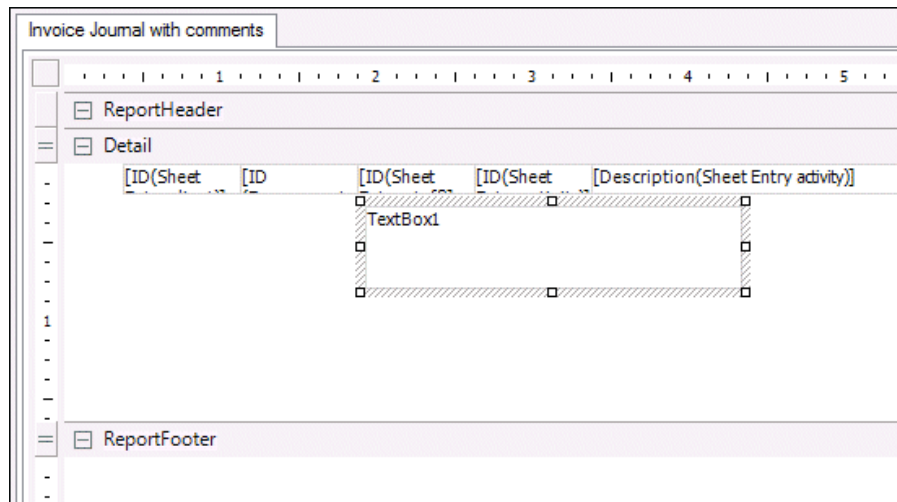 Invoice Journal with comments
1 2 3 4 5
ReportHeader
Detail
[ID(Sheet [ID [ID(Sheet [ID(Sheet [Description(Sheet Entry activity)]
TextBox1
1
ReportFooter